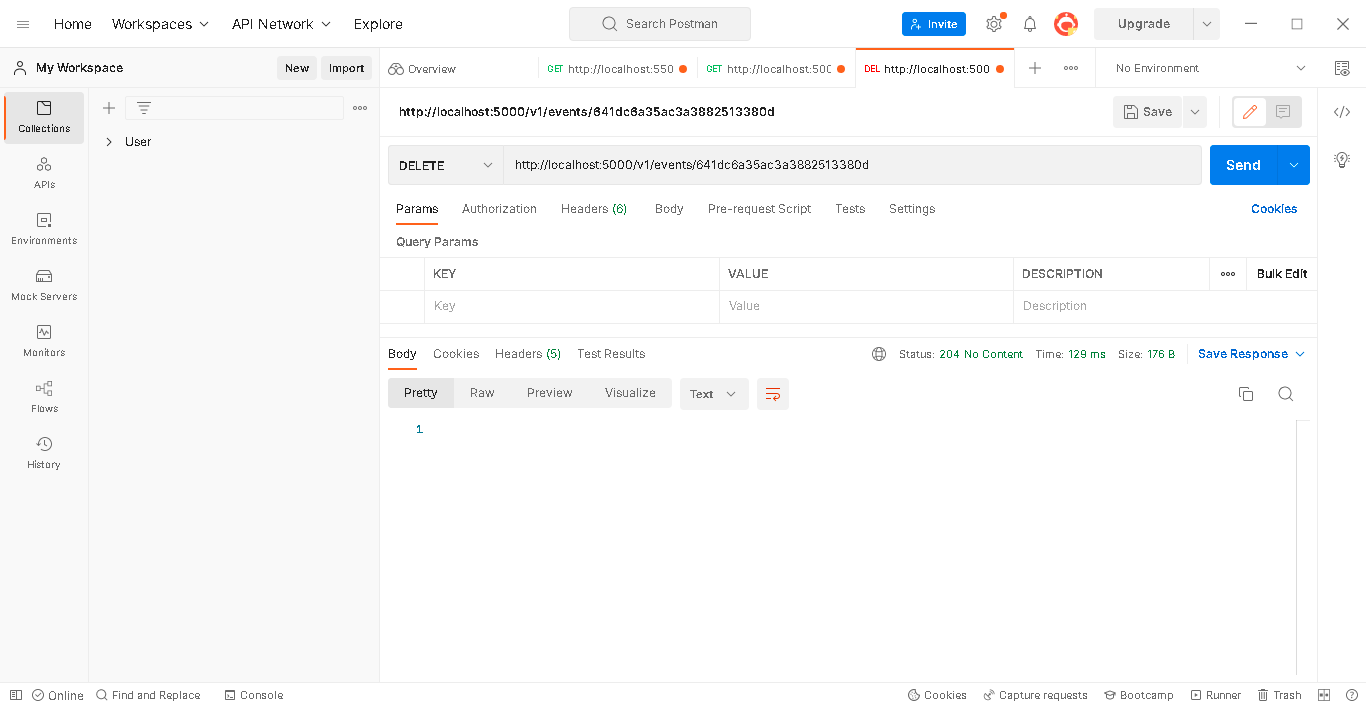 Home Workspaces API Network Explore Search Postman Invite Upgrade
My Workspace New Import Overview GET http://localhost:550 GET http://localhost:500 DEL http://localhost:500 No Environment
Collections
APIs
Environments
Mock Servers
Monitors
Flows
History
User
http://localhost:5000/v1/events/641dc6a35ac3a3882513380d Save
DELETE http://localhost:5000/v1/events/641dc6a35ac3a3882513380d Send
Params Authorization Headers (6) Body Pre-request Script Tests Settings Cookies
Query Params
KEY VALUE DESCRIPTION Bulk Edit
Key Value Description
Body Cookies Headers (5) Test Results Status: 204 No Content Time: 129 ms Size: 176 B Save Response
Pretty Raw Preview Visualize Text
1
Online Find and Replace Console Cookies Capture requests Bootcamp Runner Trash